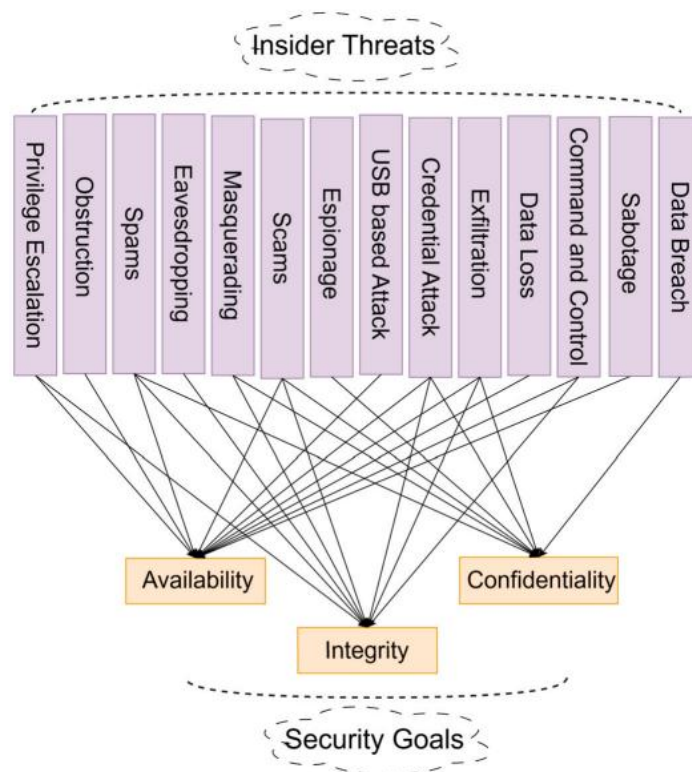 Insider Threats
Privilege Escalation
Obstruction
Spams
Eavesdropping
Masquerading
Scams
Espionage
USB based Attack
Credential Attack
Exfiltration
Data Loss
Command and Control
Sabotage
Data Breach
Availability
Confidentiality
Integrity
Security Goals